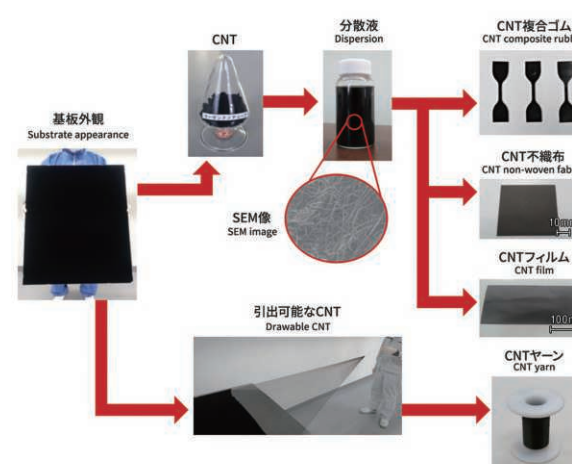 CNT
分散液
Dispersion
CNT複合ゴム
CNT composite
基板外観
Substrate appearance
CNT不織布
CNT non-woven
SEM像
SEM image
CNTフィルム
CNT film
引出可能なCNT
Drawable CNT
CNTヤーン
CNT yarn